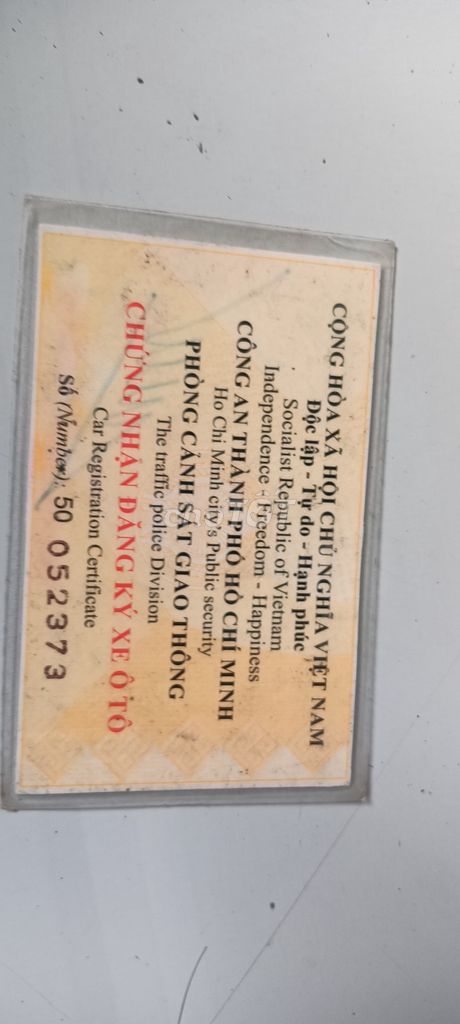 CỘNG HÒA XÃ HỘI CHỦ NGHĨA VIỆT NAM
Độc lập - Tự do - Hạnh phúc
Socialist Republic of Vietnam
Independence - Freedom - Happiness
CÔNG AN THÀNH PHỐ HỒ CHÍ MINH
Ho Chi Minh city's Public security
PHÒNG CẢNH SÁT GIAO THÔNG
The traffic police Division
CHỨNG NHẬN ĐĂNG KÝ XE Ô TÔ
Car Registration Certificate
Số (Number): 50 052373